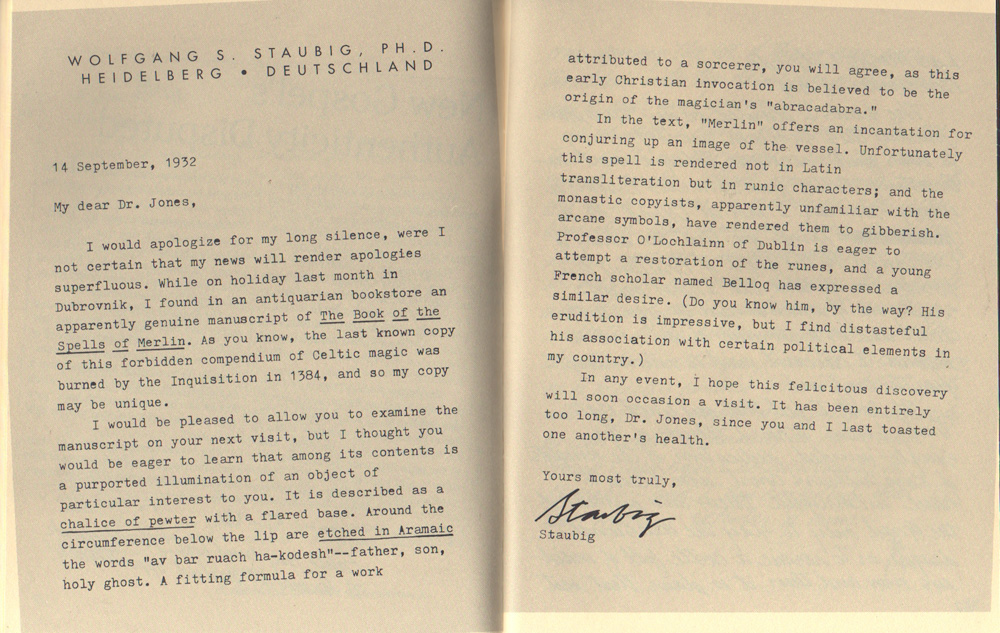 WOLFGANG S. STAUBIG, PH.D.
HEIDELBERG • DEUTSCHLAND
14 September, 1932
My dear Dr. Jones,
I would apologize for my long silence, were I
not certain that my news will render apologies
superfluous. While on holiday last month in
Dubrovnik, I found in an antiquarian bookstore an
apparently genuine manuscript of The Book of the
Spells of Merlin. As you know, the last known copy
of this forbidden compendium of Celtic magic was
burned by the Inquisition in 1384, and so my copy
may be unique.
I would be pleased to allow you to examine the
manuscript on your next visit, but I thought you
would be eager to learn that among its contents is
a purported illumination of an object of
particular interest to you. It is described as a
chalice of pewter with a flared base. Around the
circumference below the lip are etched in Aramaic
the words "av bar ruach ha-kodesh"--father, son,
holy ghost. A fitting formula for a work
attributed to a sorcerer, you will agree, as this
early Christian invocation is believed to be the
origin of the magician's "abracadabra."
In the text, "Merlin" offers an incantation for
conjuring up an image of the vessel. Unfortunately
this spell is rendered not in Latin
transliteration but in runic characters; and the
monastic copyists, apparently unfamiliar with the
arcane symbols, have rendered them to gibberish.
Professor O'Lochlainn of Dublin is eager to
attempt a restoration of the runes, and a young
French scholar named Belloq has expressed a
similar desire. (Do you know him, by the way? His
erudition is impressive, but I find distasteful
his association with certain political elements in
my country.)
In any event, I hope this felicitous discovery
will soon occasion a visit. It has been entirely
too long, Dr. Jones, since you and I last toasted
one another's health.
Yours most truly,
Staubig
Staubig